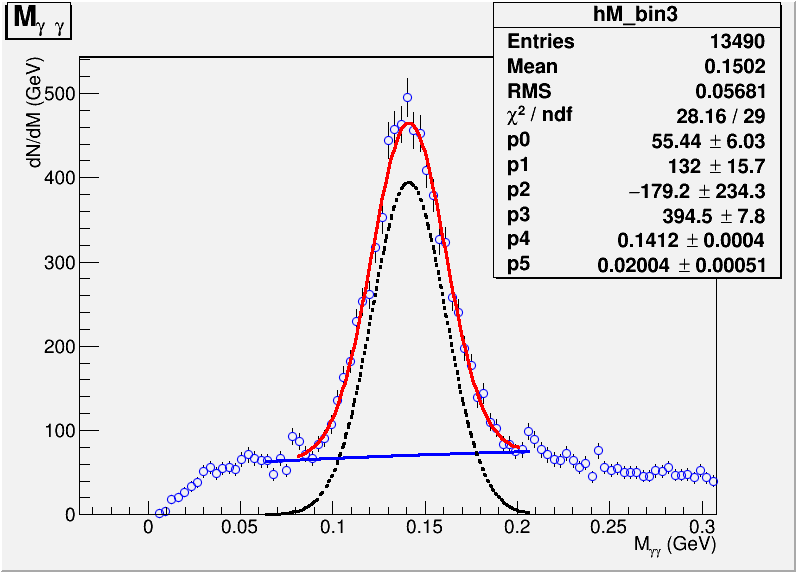 Mγ γ
hM_bin3
Entries 13490
Mean 0.1502
RMS 0.05681
χ² / ndf 28.16 / 29
p0 55.44 ± 6.03
p1 132 ± 15.7
p2 −179.2 ± 234.3
p3 394.5 ± 7.8
p4 0.1412 ± 0.0004
p5 0.02004 ± 0.00051
dN/dM (GeV)
500
400
300
200
100
0
0 0.05 0.1 0.15 0.2 0.25 0.3
Mγγ (GeV)